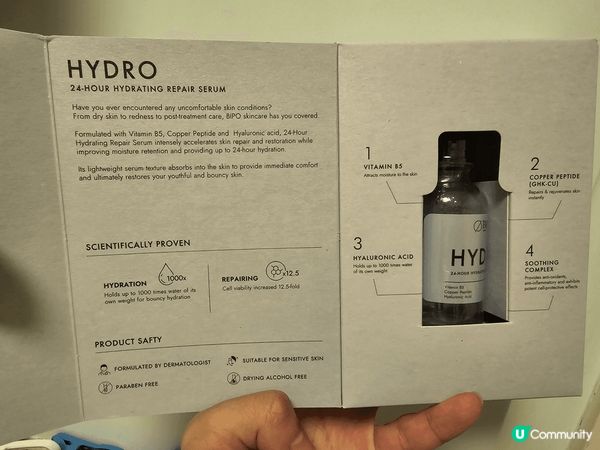 HYDRO
24-HOUR HYDRATING REPAIR SERUM
Have you ever encountered any uncomfortable skin conditions?
From dry skin to redness to post-treatment care, BIPO skincare has you covered.
Formulated with Vitamin B5, Copper Peptide and Hyaluronic acid, 24-Hour
Hydrating Repair Serum intensely accelerates skin repair and restoration while
improving moisture retention and providing up to 24-hour hydration.
Its lightweight serum texture absorbs into the skin to provide immediate comfort
and ultimately restores your youthful and bouncy skin.
SCIENTIFICALLY PROVEN
HYDRATION
1000x
Holds up to 1000 times water of its
own weight for bouncy hydration
REPAIRING
x12.5
Cell viability increased 12.5-fold
PRODUCT SAFTY
FORMULATED BY DERMATOLOGIST
SUITABLE FOR SENSITIVE SKIN
PARABEN FREE
DRYING ALCOHOL FREE
1
VITAMIN B5
Attracts moisture to the skin
2
COPPER PEPTIDE
(GHK-CU)
Repairs & rejuvenates skin
instantly
3
HYALURONIC ACID
Holds up to 1000 times water
of its own weight
4
SOOTHING
COMPLEX
Provides anti-oxidants,
anti-inflammatory and exhibits
potent cell-protective effects
HYD
24-HOUR HYDRATING
Vitamin B5
Copper Peptide
Hyaluronic Acid
U Community